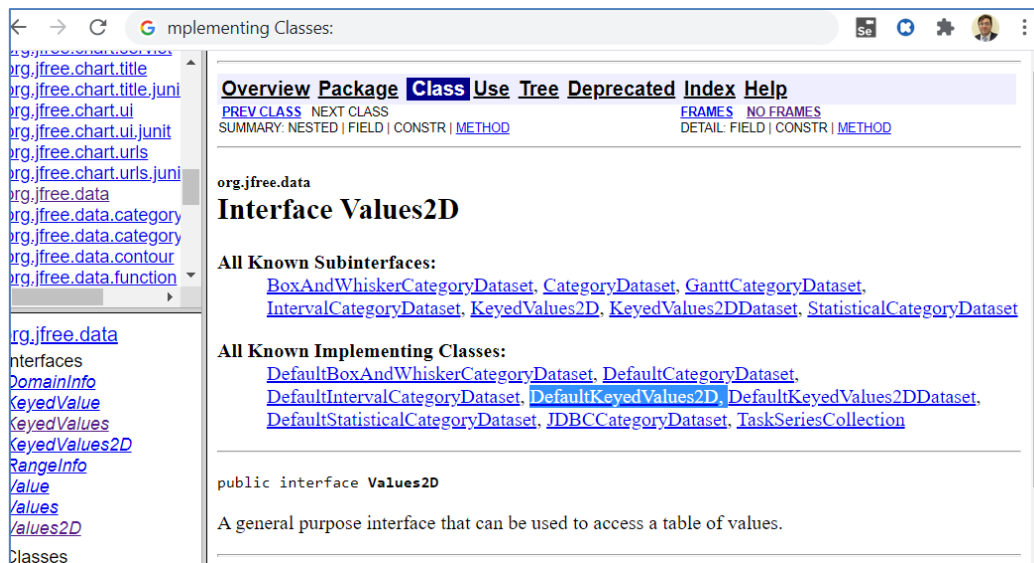 mplementing Classes:
Se
org.jfree.chart.servlet
org.jfree.chart.title
org.jfree.chart.title.juni
org.jfree.chart.ui
org.jfree.chart.ui.junit
org.jfree.chart.urls
org.jfree.chart.urls.juni
org.jfree.data
org.jfree.data.category
org.jfree.data.category
org.jfree.data.contour
org.jfree.data.function
org.jfree.data
nterfaces
DomainInfo
KeyedValue
KeyedValues
KeyedValues2D
RangeInfo
Value
Values
Values2D
Classes
Overview Package Class Use Tree Deprecated Index Help
PREV CLASS NEXT CLASS FRAMES NO FRAMES
SUMMARY: NESTED | FIELD | CONSTR | METHOD DETAIL: FIELD | CONSTR | METHOD
org.jfree.data
Interface Values2D
All Known Subinterfaces:
BoxAndWhiskerCategoryDataset, CategoryDataset, GanttCategoryDataset,
IntervalCategoryDataset, KeyedValues2D, KeyedValues2DDataset, StatisticalCategoryDataset
All Known Implementing Classes:
DefaultBoxAndWhiskerCategoryDataset, DefaultCategoryDataset,
DefaultIntervalCategoryDataset, DefaultKeyedValues2D, DefaultKeyedValues2DDataset,
DefaultStatisticalCategoryDataset, JDBCCategoryDataset, TaskSeriesCollection
public interface Values2D
A general purpose interface that can be used to access a table of values.